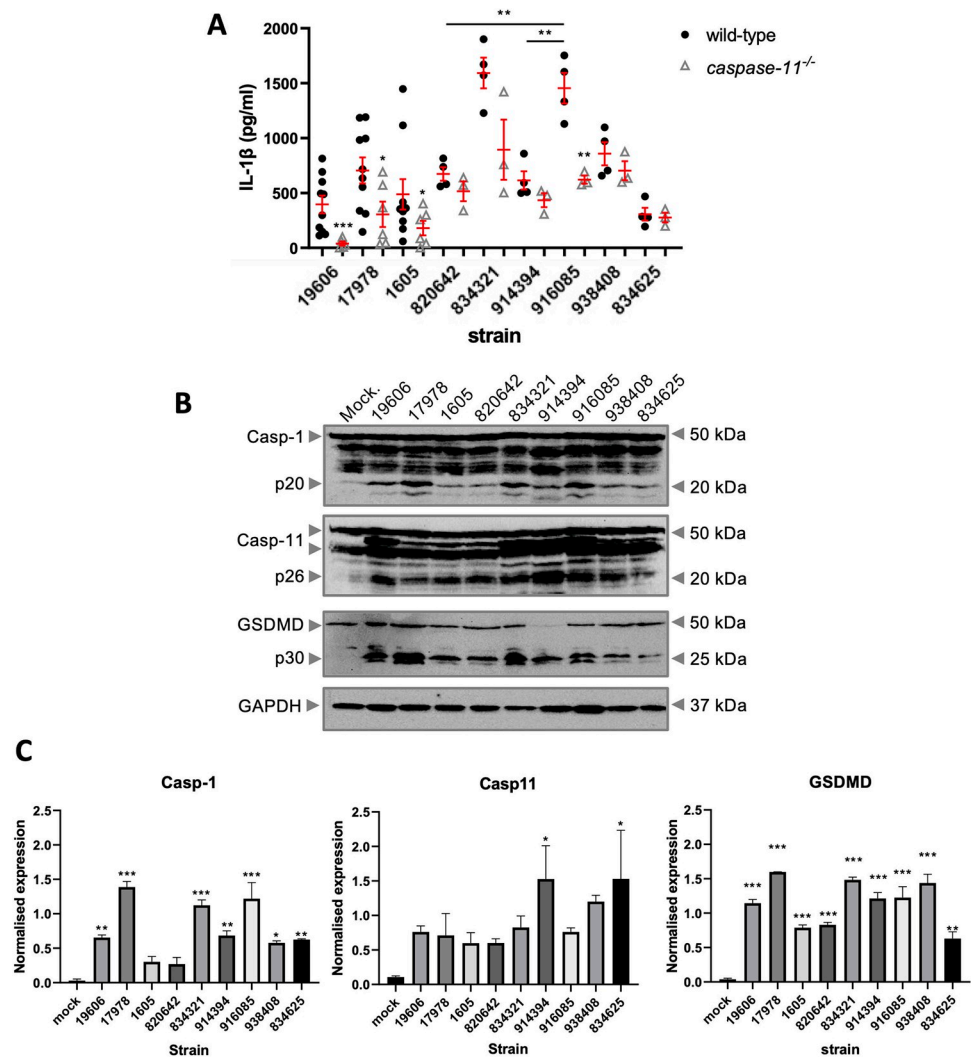 A
**
**
2000
1500
1000
500
0
IL-1β (pg/ml)
***
*
*
**
wild-type
caspase-11-/-
19606
17978
1605
820642
834321
914394
916085
938408
834625
strain
B
Mock.
19606
17978
1605
820642
834321
914394
916085
938408
834625
Casp-1
50 kDa
p20
20 kDa
Casp-11
50 kDa
p26
20 kDa
GSDMD
50 kDa
p30
25 kDa
GAPDH
37 kDa
C
Casp-1
Normalised expression
2.5
2.0
1.5
1.0
0.5
0.0
**
***
***
**
***
*
**
mock
19606
17978
1605
820642
834321
914394
916085
938408
834625
Strain
Casp11
Normalised expression
2.5
2.0
1.5
1.0
0.5
0.0
*
*
mock
19606
17978
1605
820642
834321
914394
916085
938408
834625
Strain
GSDMD
Normalised expression
2.5
2.0
1.5
1.0
0.5
0.0
***
***
***
***
***
***
***
***
**
mock
19606
17978
1605
820642
834321
914394
916085
938408
834625
strain